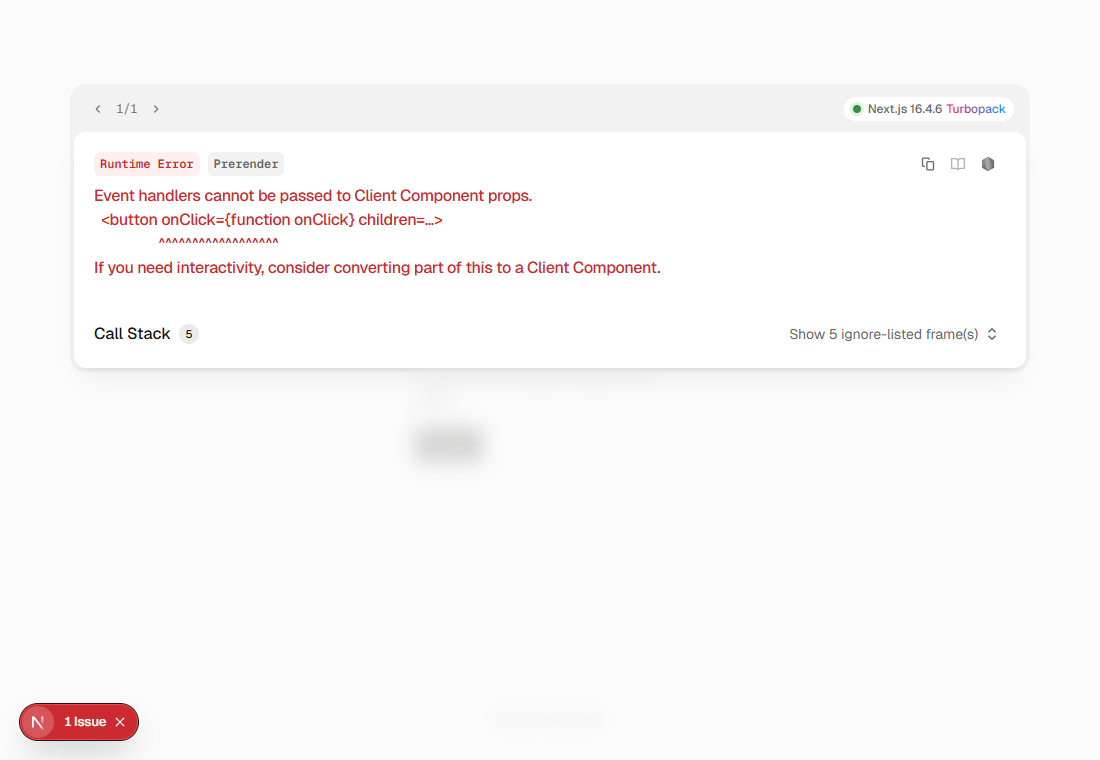 1/1
Next.js 16.4.6 Turbopack
Runtime Error Prerender
Event handlers cannot be passed to Client Component props.
<button onClick={function onClick} children=...>
^^^^^^^^^^^^^^^^^^
If you need interactivity, consider converting part of this to a Client Component.
Call Stack 5
Show 5 ignore-listed frame(s)
N 1 Issue